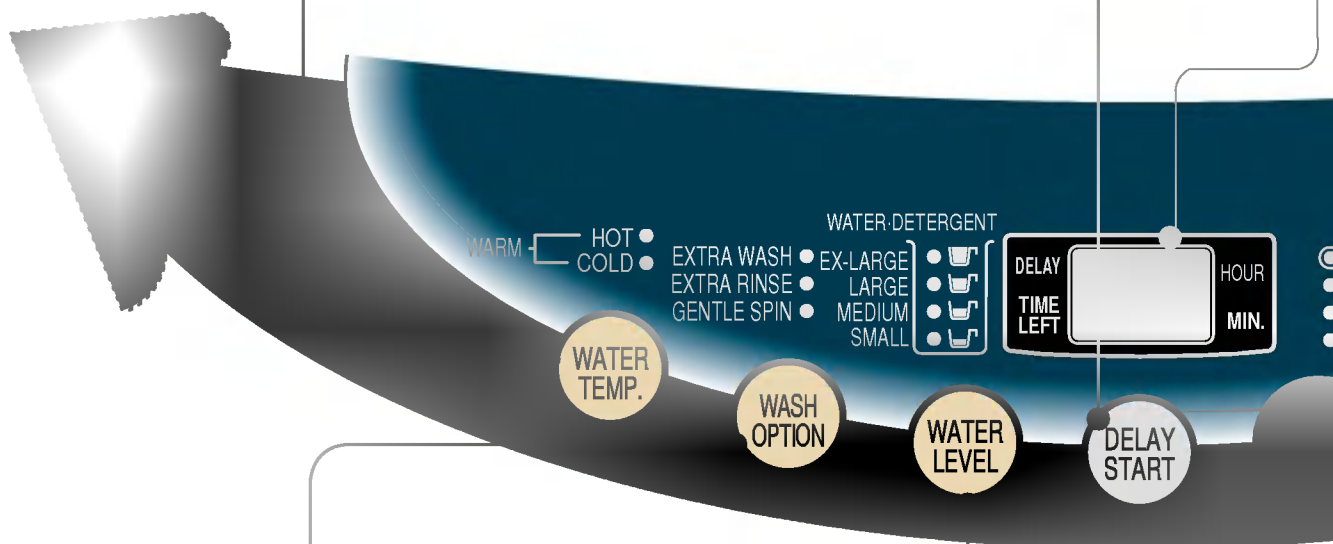 WATER·DETERGENT
WARM
HOT
COLD
EXTRA WASH
EXTRA RINSE
GENTLE SPIN
EX-LARGE
LARGE
MEDIUM
SMALL
DELAY
TIME
LEFT
HOUR
MIN.
WATER
TEMP.
WASH
OPTION
WATER
LEVEL
DELAY
START